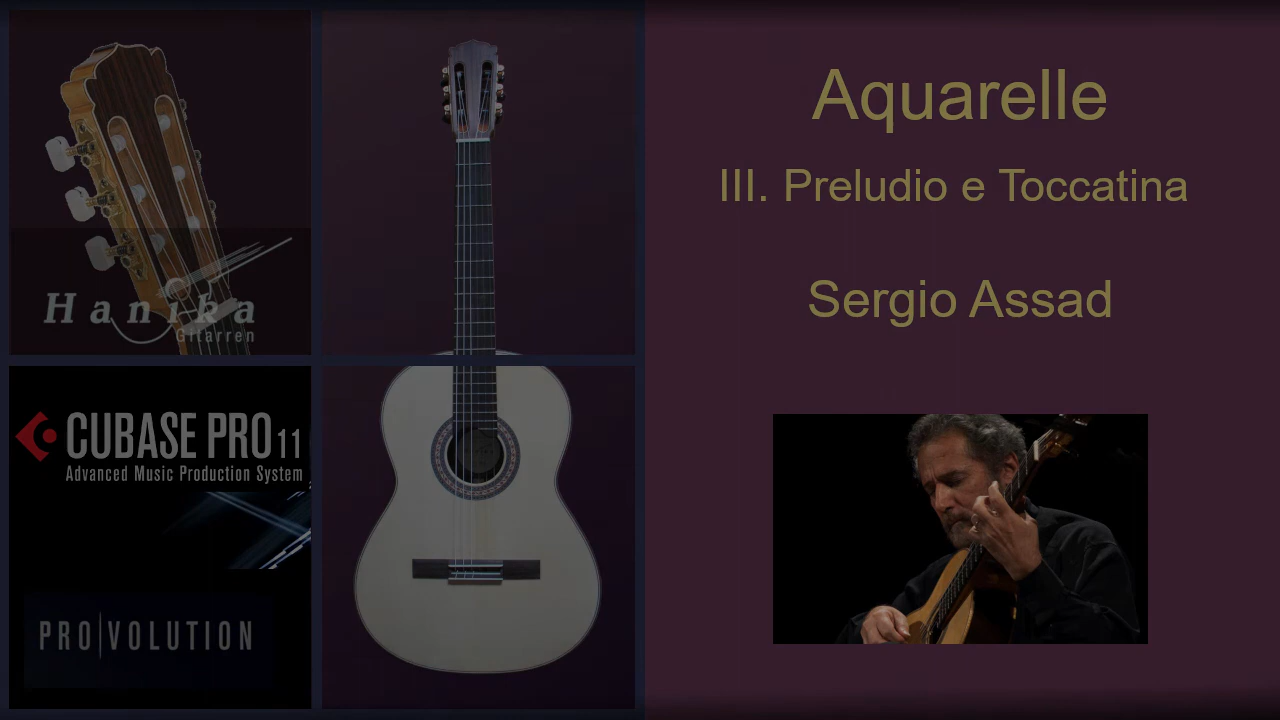 Hanika
Gitarren
CUBASE PRO 11
Advanced Music Production System
PRO|VOLUTION
Aquarelle
III. Preludio e Toccatina
Sergio Assad